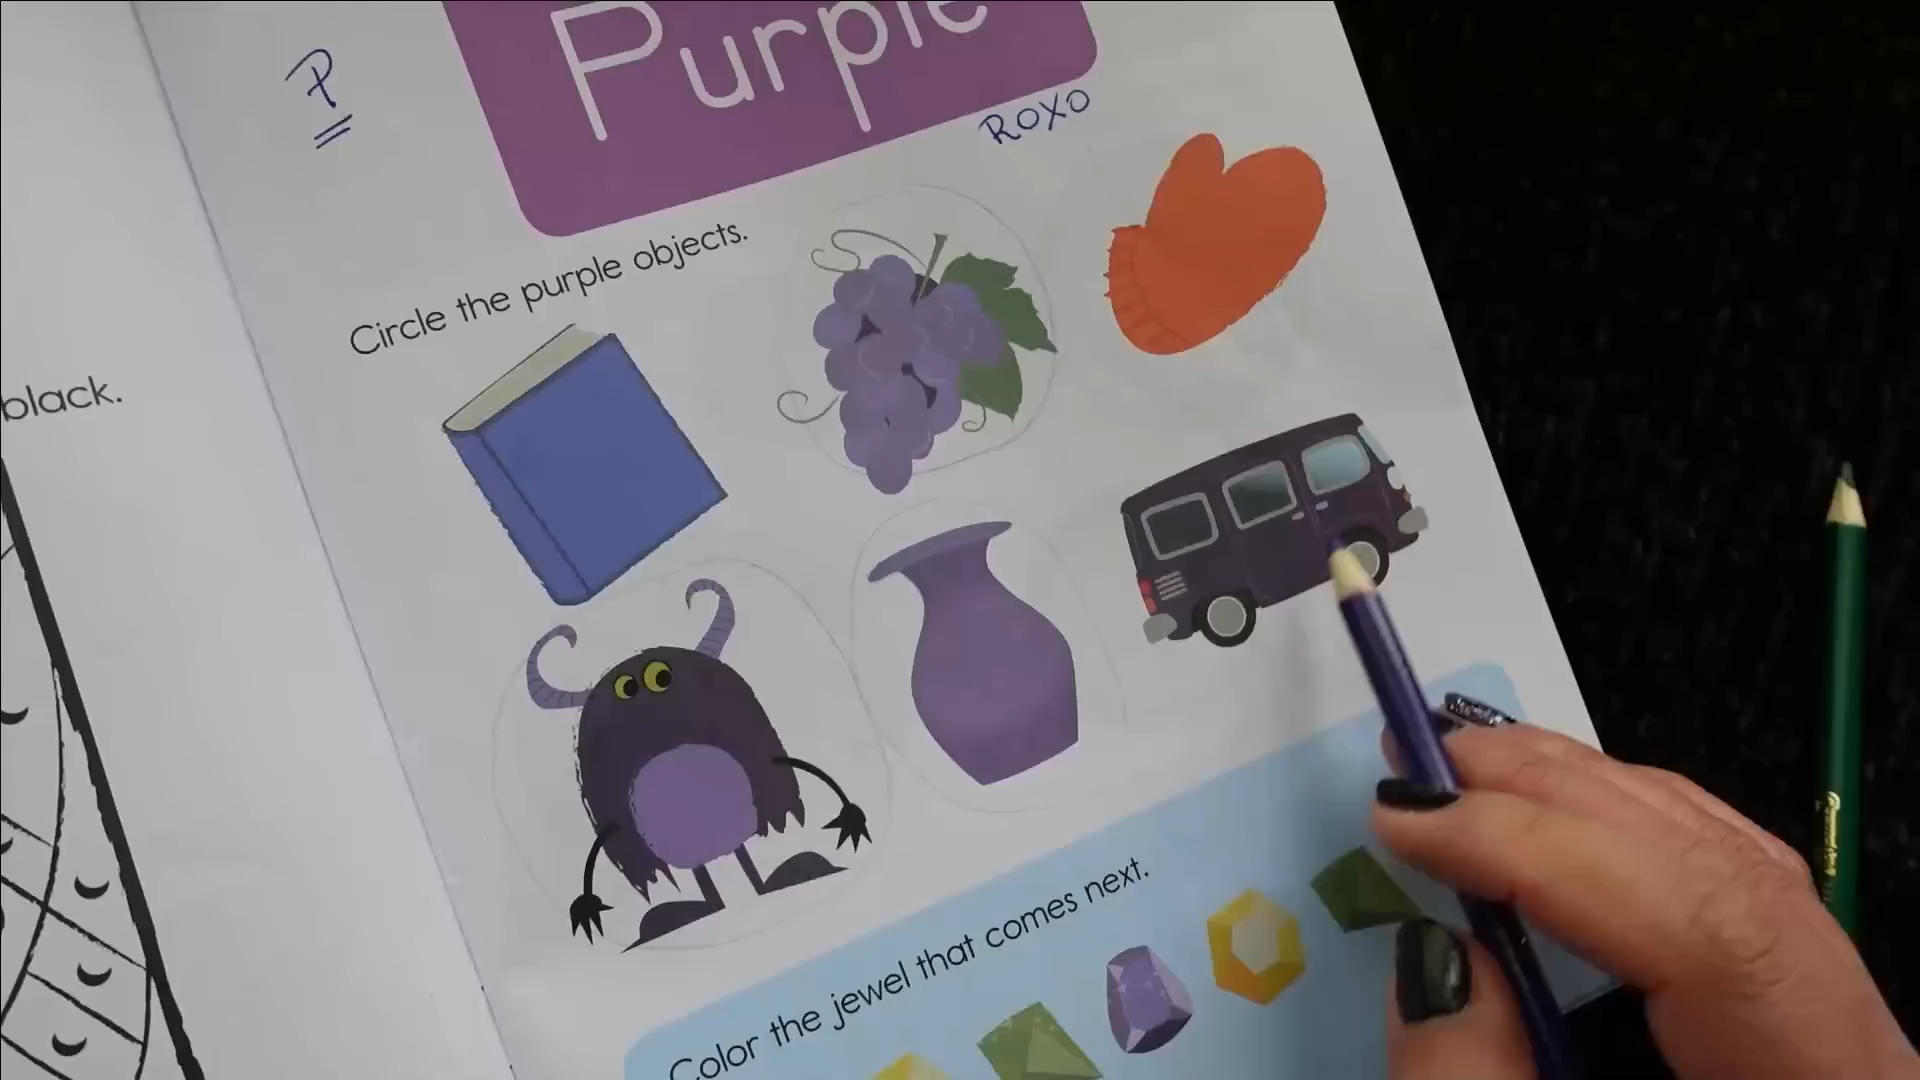 P
Purple
ROXO
Circle the purple objects.
black.
Color the jewel that comes next.